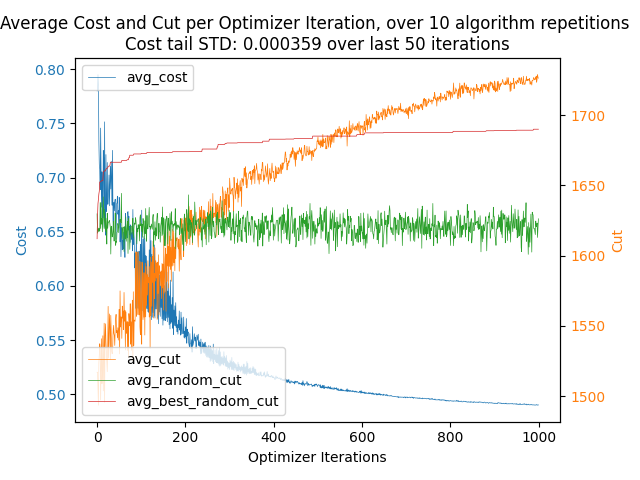 Average Cost and Cut per Optimizer Iteration, over 10 algorithm repetitions
Cost tail STD: 0.000359 over last 50 iterations
avg_cost
avg_cut
avg_random_cut
avg_best_random_cut
0.80
0.75
0.70
0.65
0.60
0.55
0.50
Cost
1700
1650
1600
1550
1500
Cut
0
200
400
600
800
1000
Optimizer Iterations